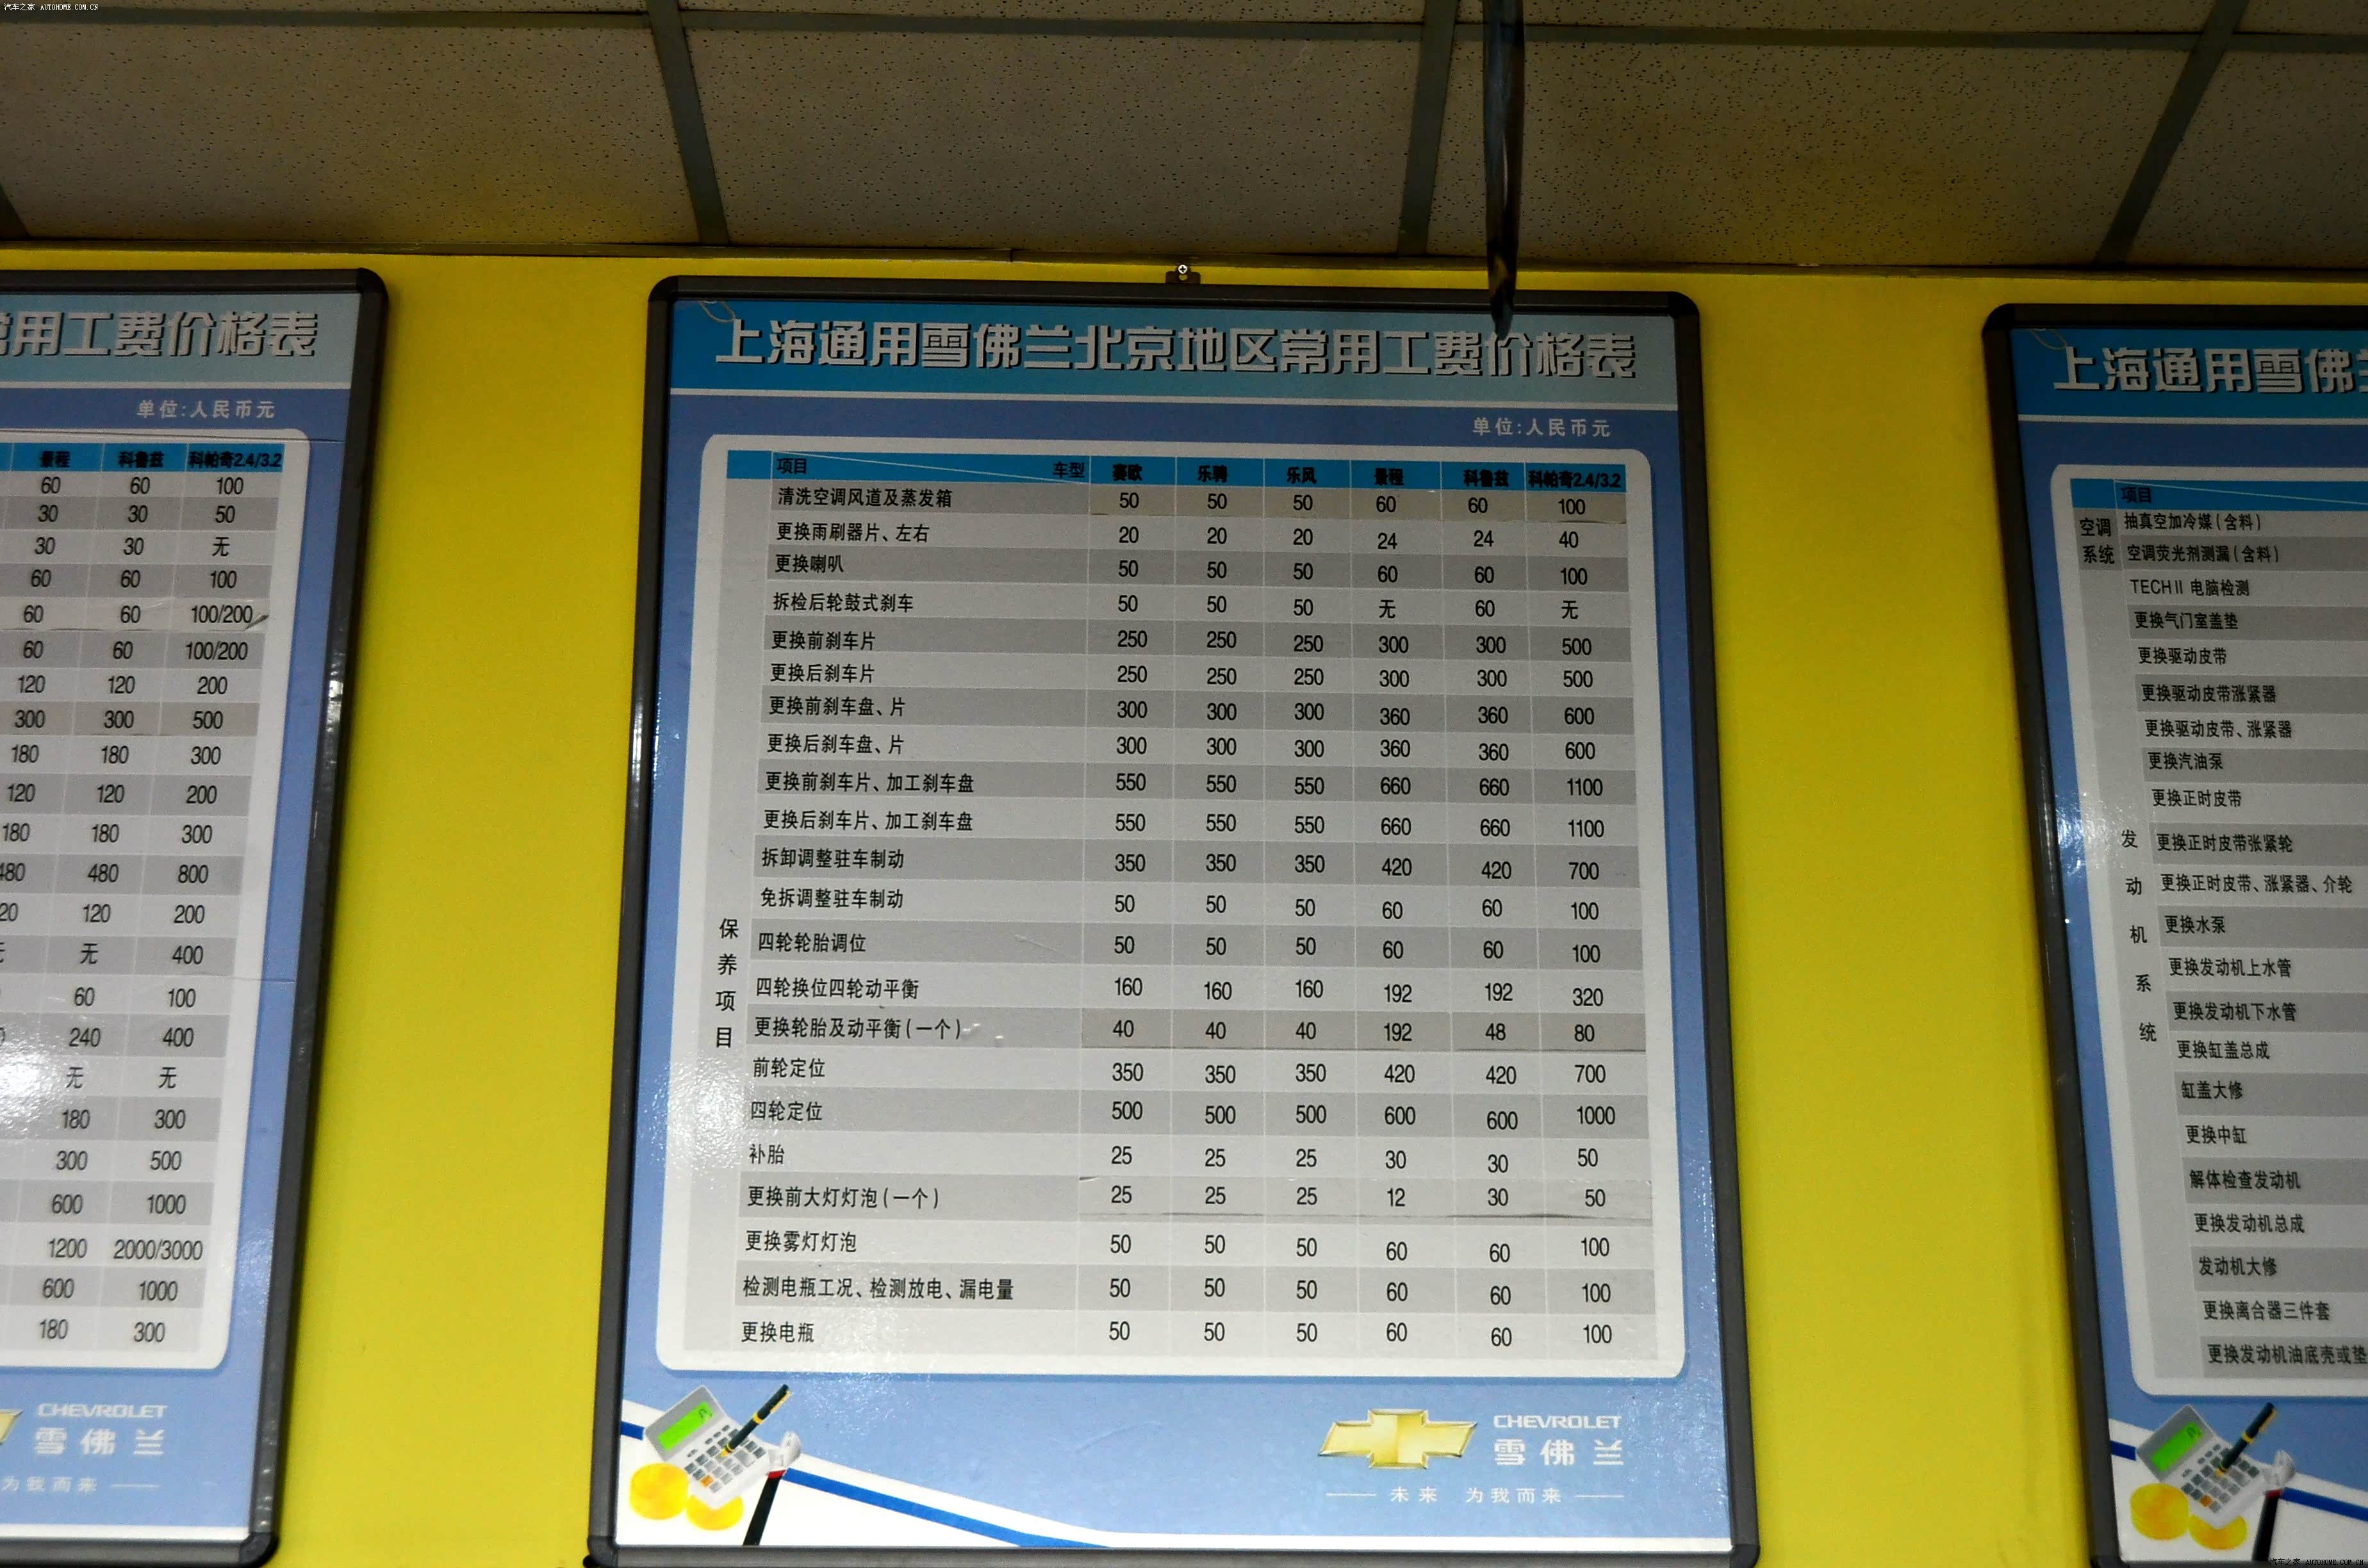 汽车之家 AUTOHOME.COM.CN
用工费价格表
单位:人民币元
景程 科鲁兹 科帕奇2.4/3.2
60 60 100
30 30 50
30 30 无
60 60 100
60 60 100/200
60 60 100/200
120 120 200
300 300 500
180 180 300
120 120 200
180 180 300
480 480 800
20 120 200
无 400
60 100
240 400
无 无
180 300
300 500
600 1000
1200 2000/3000
600 1000
180 300
CHEVROLET
雪佛兰
为我而来
上海通用雪佛兰北京地区常用工费价格表
单位:人民币元
项目 车型 赛欧 乐骋 乐风 景程 科鲁兹 科帕奇2.4/3.2
保养项目
清洗空调风道及蒸发箱 50 50 50 60 60 100
更换雨刷器片、左右 20 20 20 24 24 40
更换喇叭 50 50 50 60 60 100
拆检后轮鼓式刹车 50 50 50 无 60 无
更换前刹车片 250 250 250 300 300 500
更换后刹车片 250 250 250 300 300 500
更换前刹车盘、片 300 300 300 360 360 600
更换后刹车盘、片 300 300 300 360 360 600
更换前刹车片、加工刹车盘 550 550 550 660 660 1100
更换后刹车片、加工刹车盘 550 550 550 660 660 1100
拆卸调整驻车制动 350 350 350 420 420 700
免拆调整驻车制动 50 50 50 60 60 100
四轮轮胎调位 50 50 50 60 60 100
四轮换位四轮动平衡 160 160 160 192 192 320
更换轮胎及动平衡(一个) 40 40 40 192 48 80
前轮定位 350 350 350 420 420 700
四轮定位 500 500 500 600 600 1000
补胎 25 25 25 30 30 50
更换前大灯灯泡(一个) 25 25 25 12 30 50
更换雾灯灯泡 50 50 50 60 60 100
检测电瓶工况、检测放电、漏电量 50 50 50 60 60 100
更换电瓶 50 50 50 60 60 100
CHEVROLET
雪佛兰
未来 为我而来
上海通用雪佛兰
项目
空调系统
抽真空加冷媒(含料)
空调荧光剂测漏(含料)
发动机系统
TECH II 电脑检测
更换气门室盖垫
更换驱动皮带
更换驱动皮带涨紧器
更换驱动皮带、涨紧器
更换汽油泵
更换正时皮带
更换正时皮带张紧轮
更换正时皮带、涨紧器、介轮
更换水泵
更换发动机上水管
更换发动机下水管
更换缸盖总成
缸盖大修
更换中缸
解体检查发动机
更换发动机总成
发动机大修
更换离合器三件套
更换发动机油底壳或垫
汽车之家 AUTOHOME.COM.CN